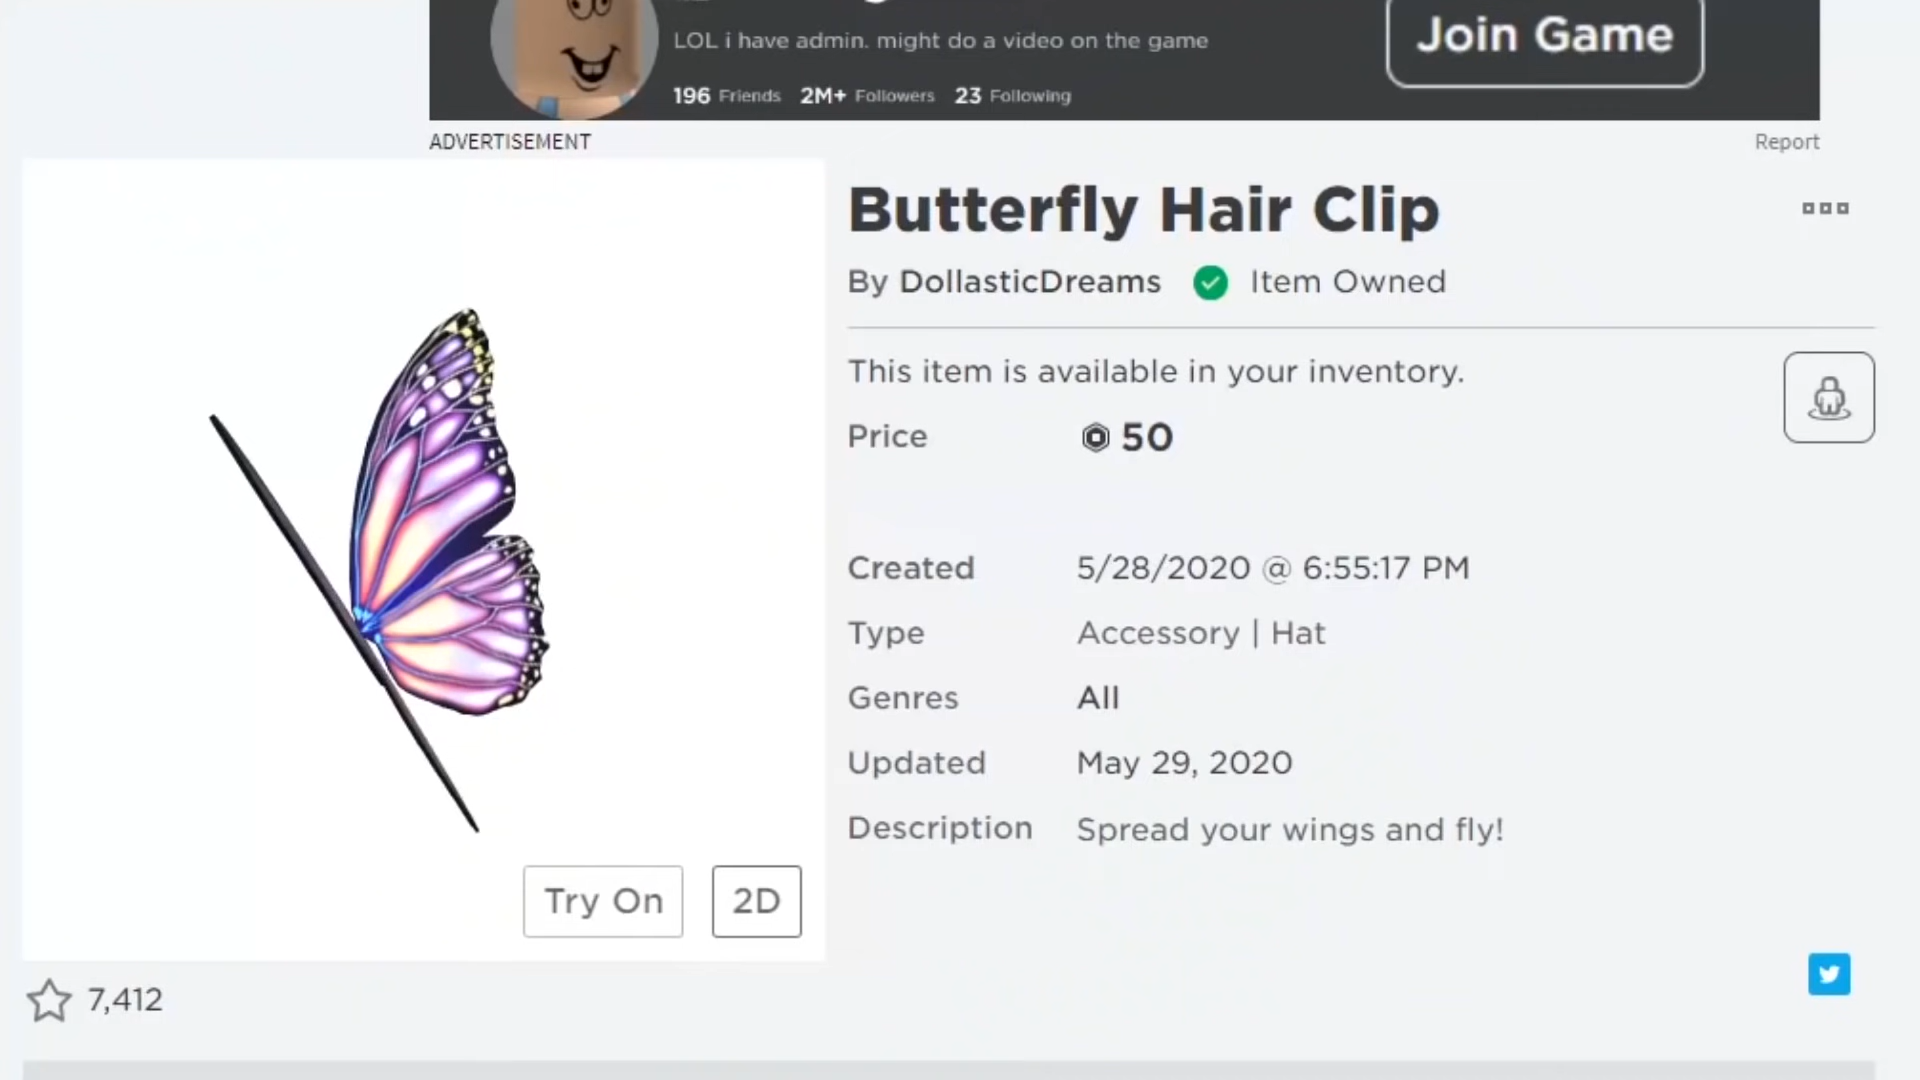 LOL i have admin. might do a video on the game
Join Game
196 Friends 2M+ Followers 23 Following
ADVERTISEMENT
Report
Butterfly Hair Clip
By DollasticDreams Item Owned
This item is available in your inventory.
Price 50
Created 5/28/2020 @ 6:55:17 PM
Type Accessory | Hat
Genres All
Updated May 29, 2020
Description Spread your wings and fly!
Try On 2D
7,412